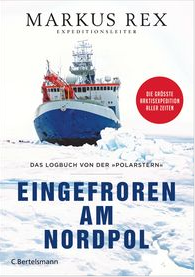 MARKUS REX
EXPEDITIONSLEITER
DIE GRÖSSTE
ARKTISEXPEDITION
ALLER ZEITEN
DAS LOGBUCH VON DER »POLARSTERN«
EINGEFROREN
AM
NORDPOL
C.Bertelsmann